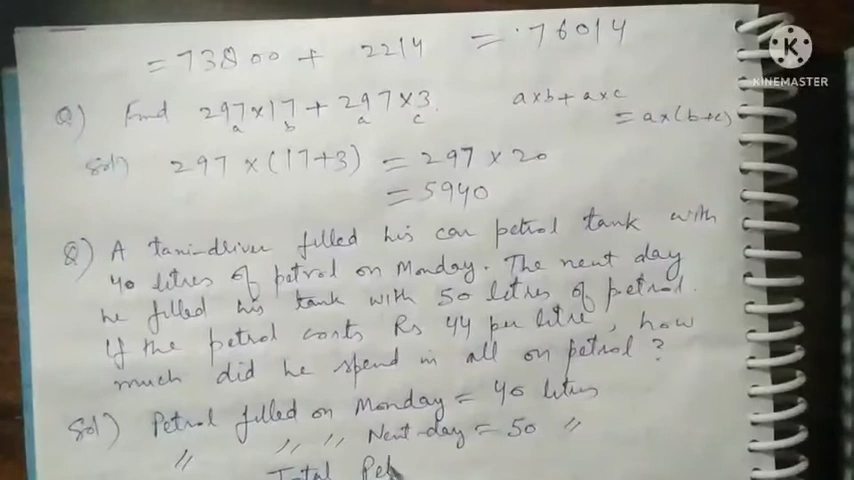 = 73800 + 2214 = 76014
KINEMASTER
Q) Find 297×17 + 297×3. a×b + a×c
a b a c = a×(b+c)
Sol) 297 × (17+3) = 297 × 20
= 5940
Q) A taxi-driver filled his car petrol tank with
40 litres of petrol on Monday. The next day
he filled his tank with 50 litres of petrol.
If the petrol costs Rs 44 per litre, how
much did he spend in all on petrol?
Sol) Petrol filled on Monday = 40 litres
〃 〃 〃 Next-day = 50 〃
Total Pet